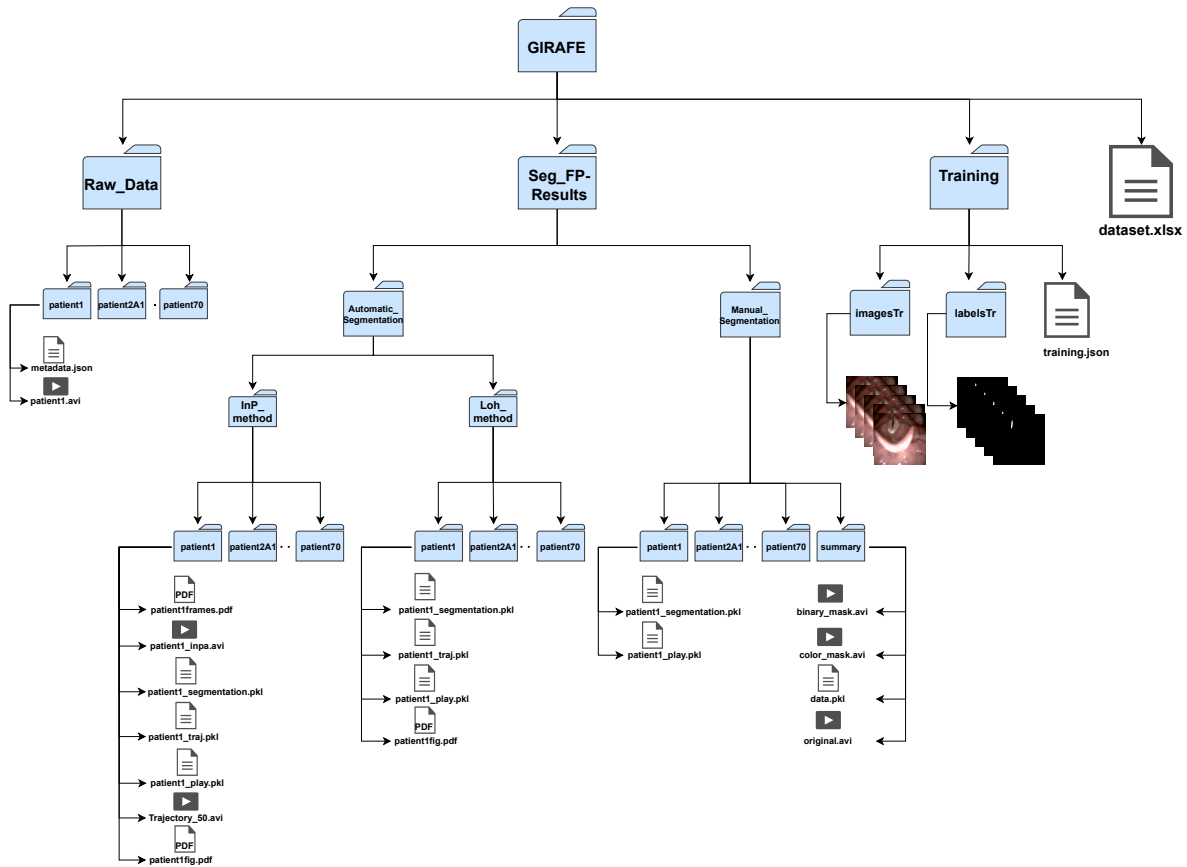 GIRAFE
Raw_Data
Seg_FP-
Results
Training
dataset.xlsx
patient1
patient2A1
.
patient70
metadata.json
patient1.avi
Automatic_
Segmentation
Manual_
Segmentation
imagesTr
labelsTr
training.json
InP_
method
Loh_
method
patient1
patient2A1
. .
patient70
patient1
patient2A1
. .
patient70
patient1
patient2A1
. .
patient70
summary
PDF
patient1frames.pdf
patient1_inpa.avi
patient1_segmentation.pkl
patient1_traj.pkl
patient1_play.pkl
Trajectory_50.avi
PDF
patient1fig.pdf
patient1_segmentation.pkl
patient1_traj.pkl
patient1_play.pkl
PDF
patient1fig.pdf
patient1_segmentation.pkl
patient1_play.pkl
binary_mask.avi
color_mask.avi
data.pkl
original.avi